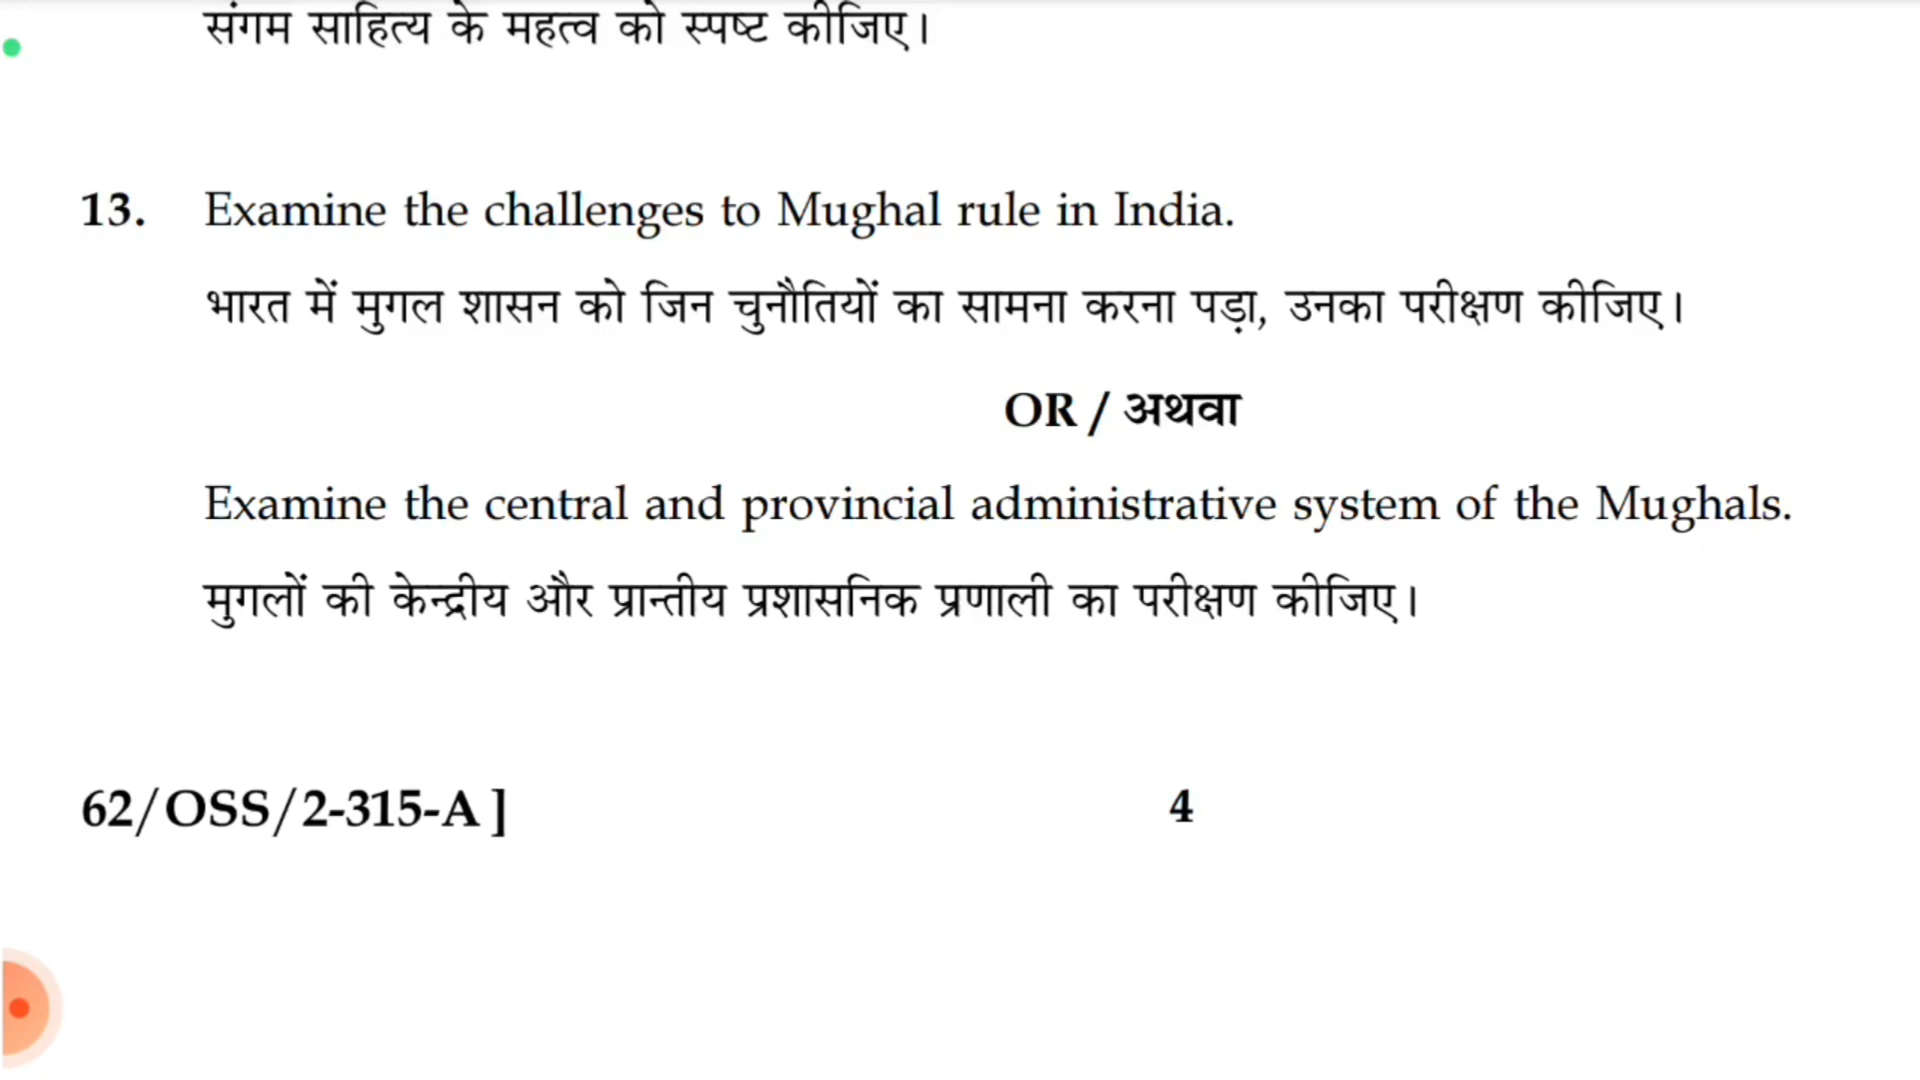 संगम साहित्य के महत्व को स्पष्ट कीजिए।
13. Examine the challenges to Mughal rule in India.
भारत में मुगल शासन को जिन चुनौतियों का सामना करना पड़ा, उनका परीक्षण कीजिए।
OR / अथवा
Examine the central and provincial administrative system of the Mughals.
मुगलों की केन्द्रीय और प्रान्तीय प्रशासनिक प्रणाली का परीक्षण कीजिए।
62/OSS/2-315-A ] 4